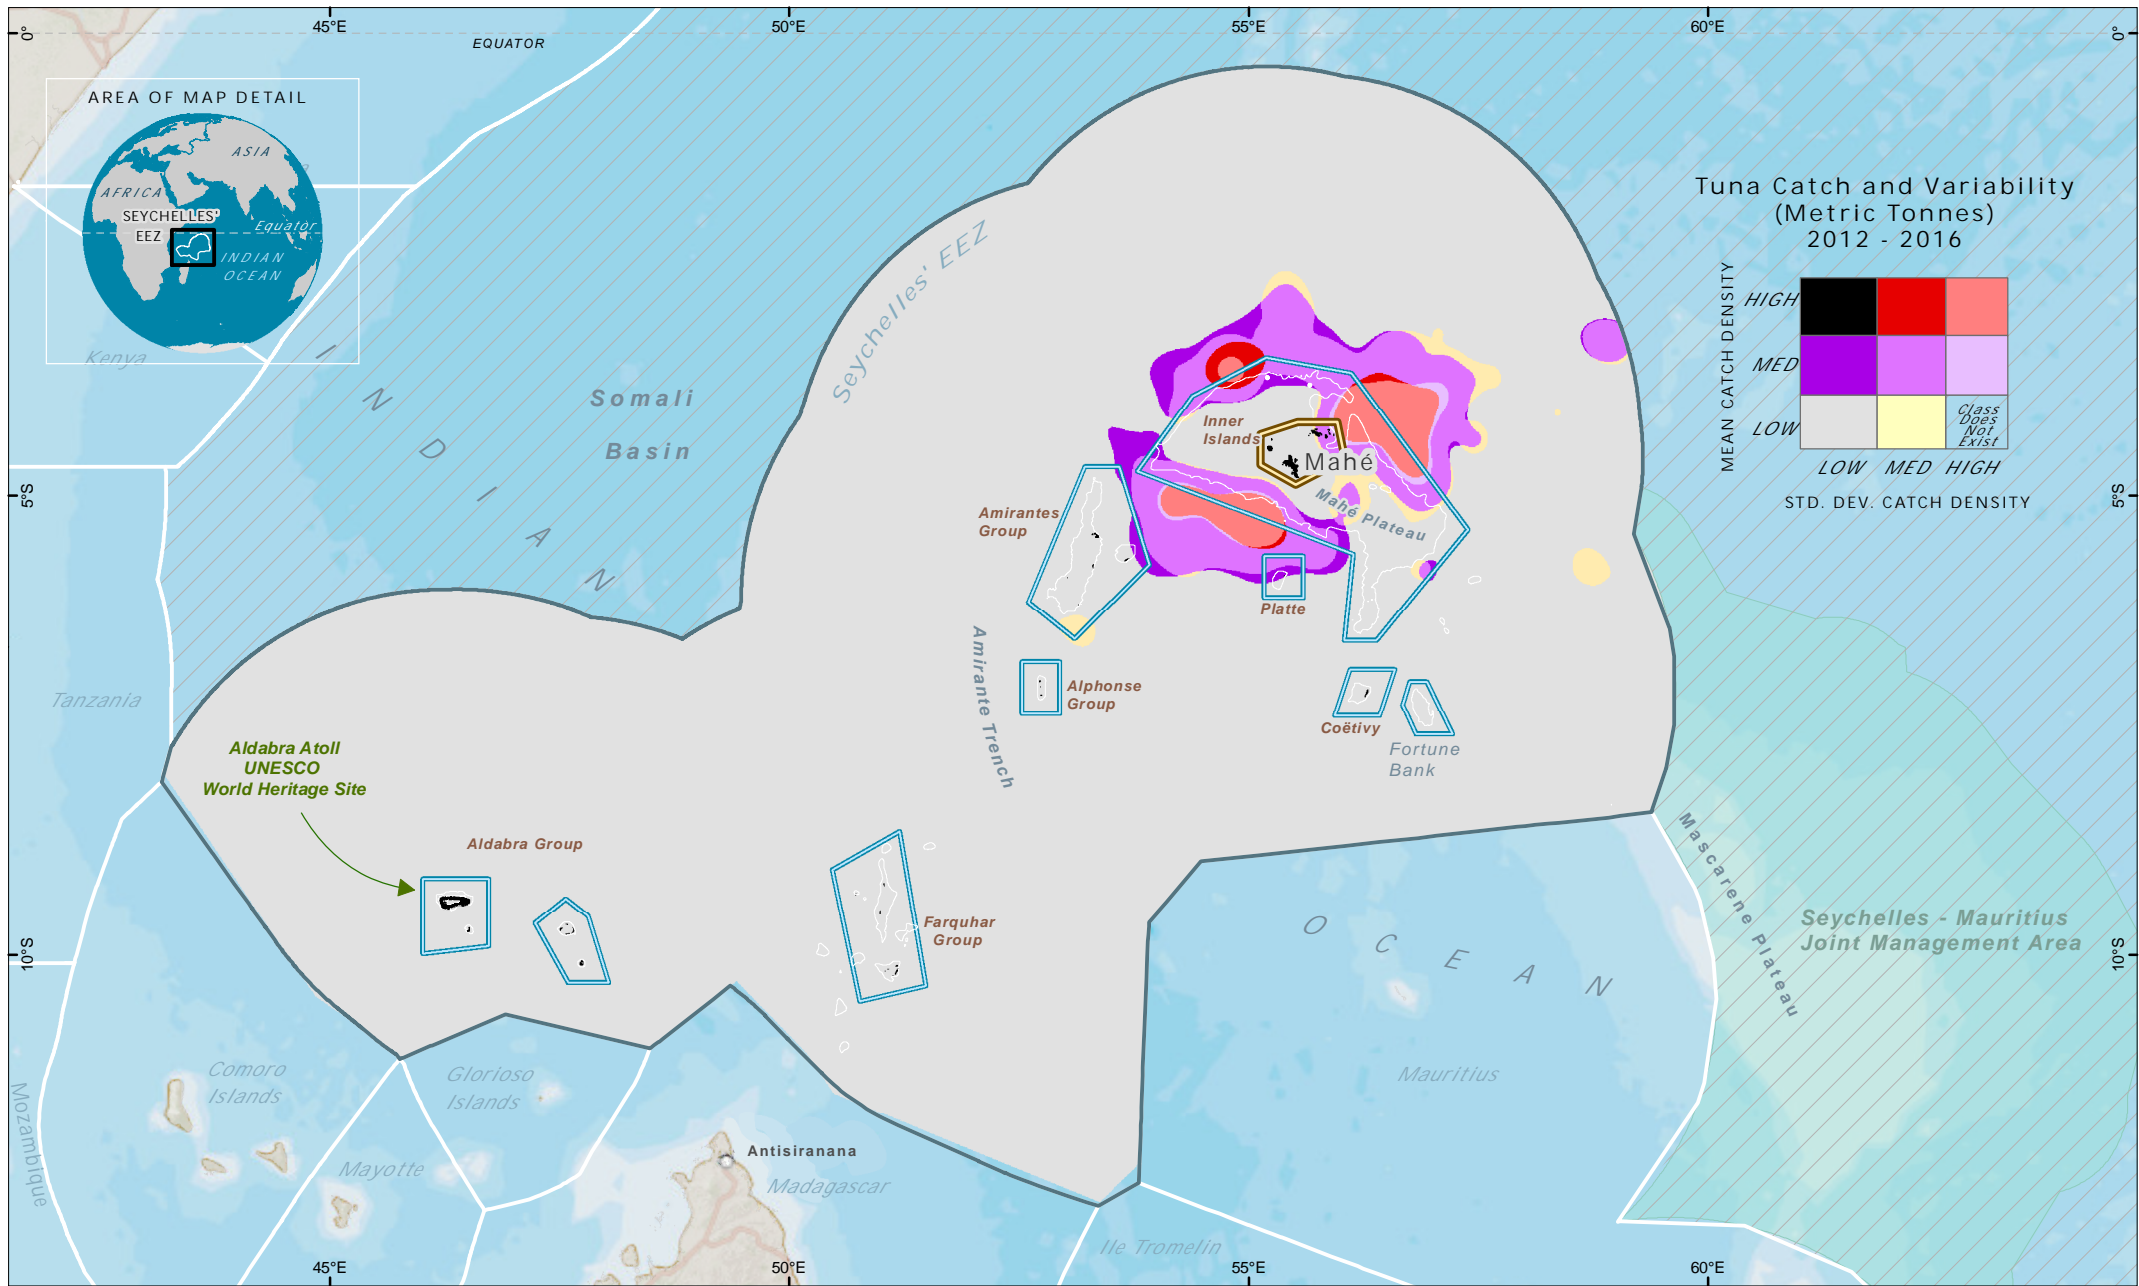 45°E
50°E
55°E
60°E
0°
0°
EQUATOR
AREA OF MAP DETAIL
ASIA
AFRICA
SEYCHELLES'
EEZ
Equator
INDIAN
OCEAN
Kenya
Tuna Catch and Variability
(Metric Tonnes)
2012 - 2016
MEAN CATCH DENSITY
HIGH
MED
LOW
Class
Does
Not
Exist
LOW MED HIGH
STD. DEV. CATCH DENSITY
Seychelles' EEZ
Somali
Basin
INDIAN
Inner
Islands
Mahé
Mahé Plateau
5°S
5°S
Amirantes
Group
Platte
Amirante Trench
Alphonse
Group
Coëtivy
Fortune
Bank
Tanzania
Aldabra Atoll
UNESCO
World Heritage Site
Aldabra Group
Farquhar
Group
OCEAN
Mascarene Plateau
Seychelles - Mauritius
Joint Management Area
10°S
10°S
Comoro
Islands
Glorioso
Islands
Mauritius
Mozambique
Mayotte
Antisiranana
Madagascar
Ile Tromelin
45°E
50°E
55°E
60°E